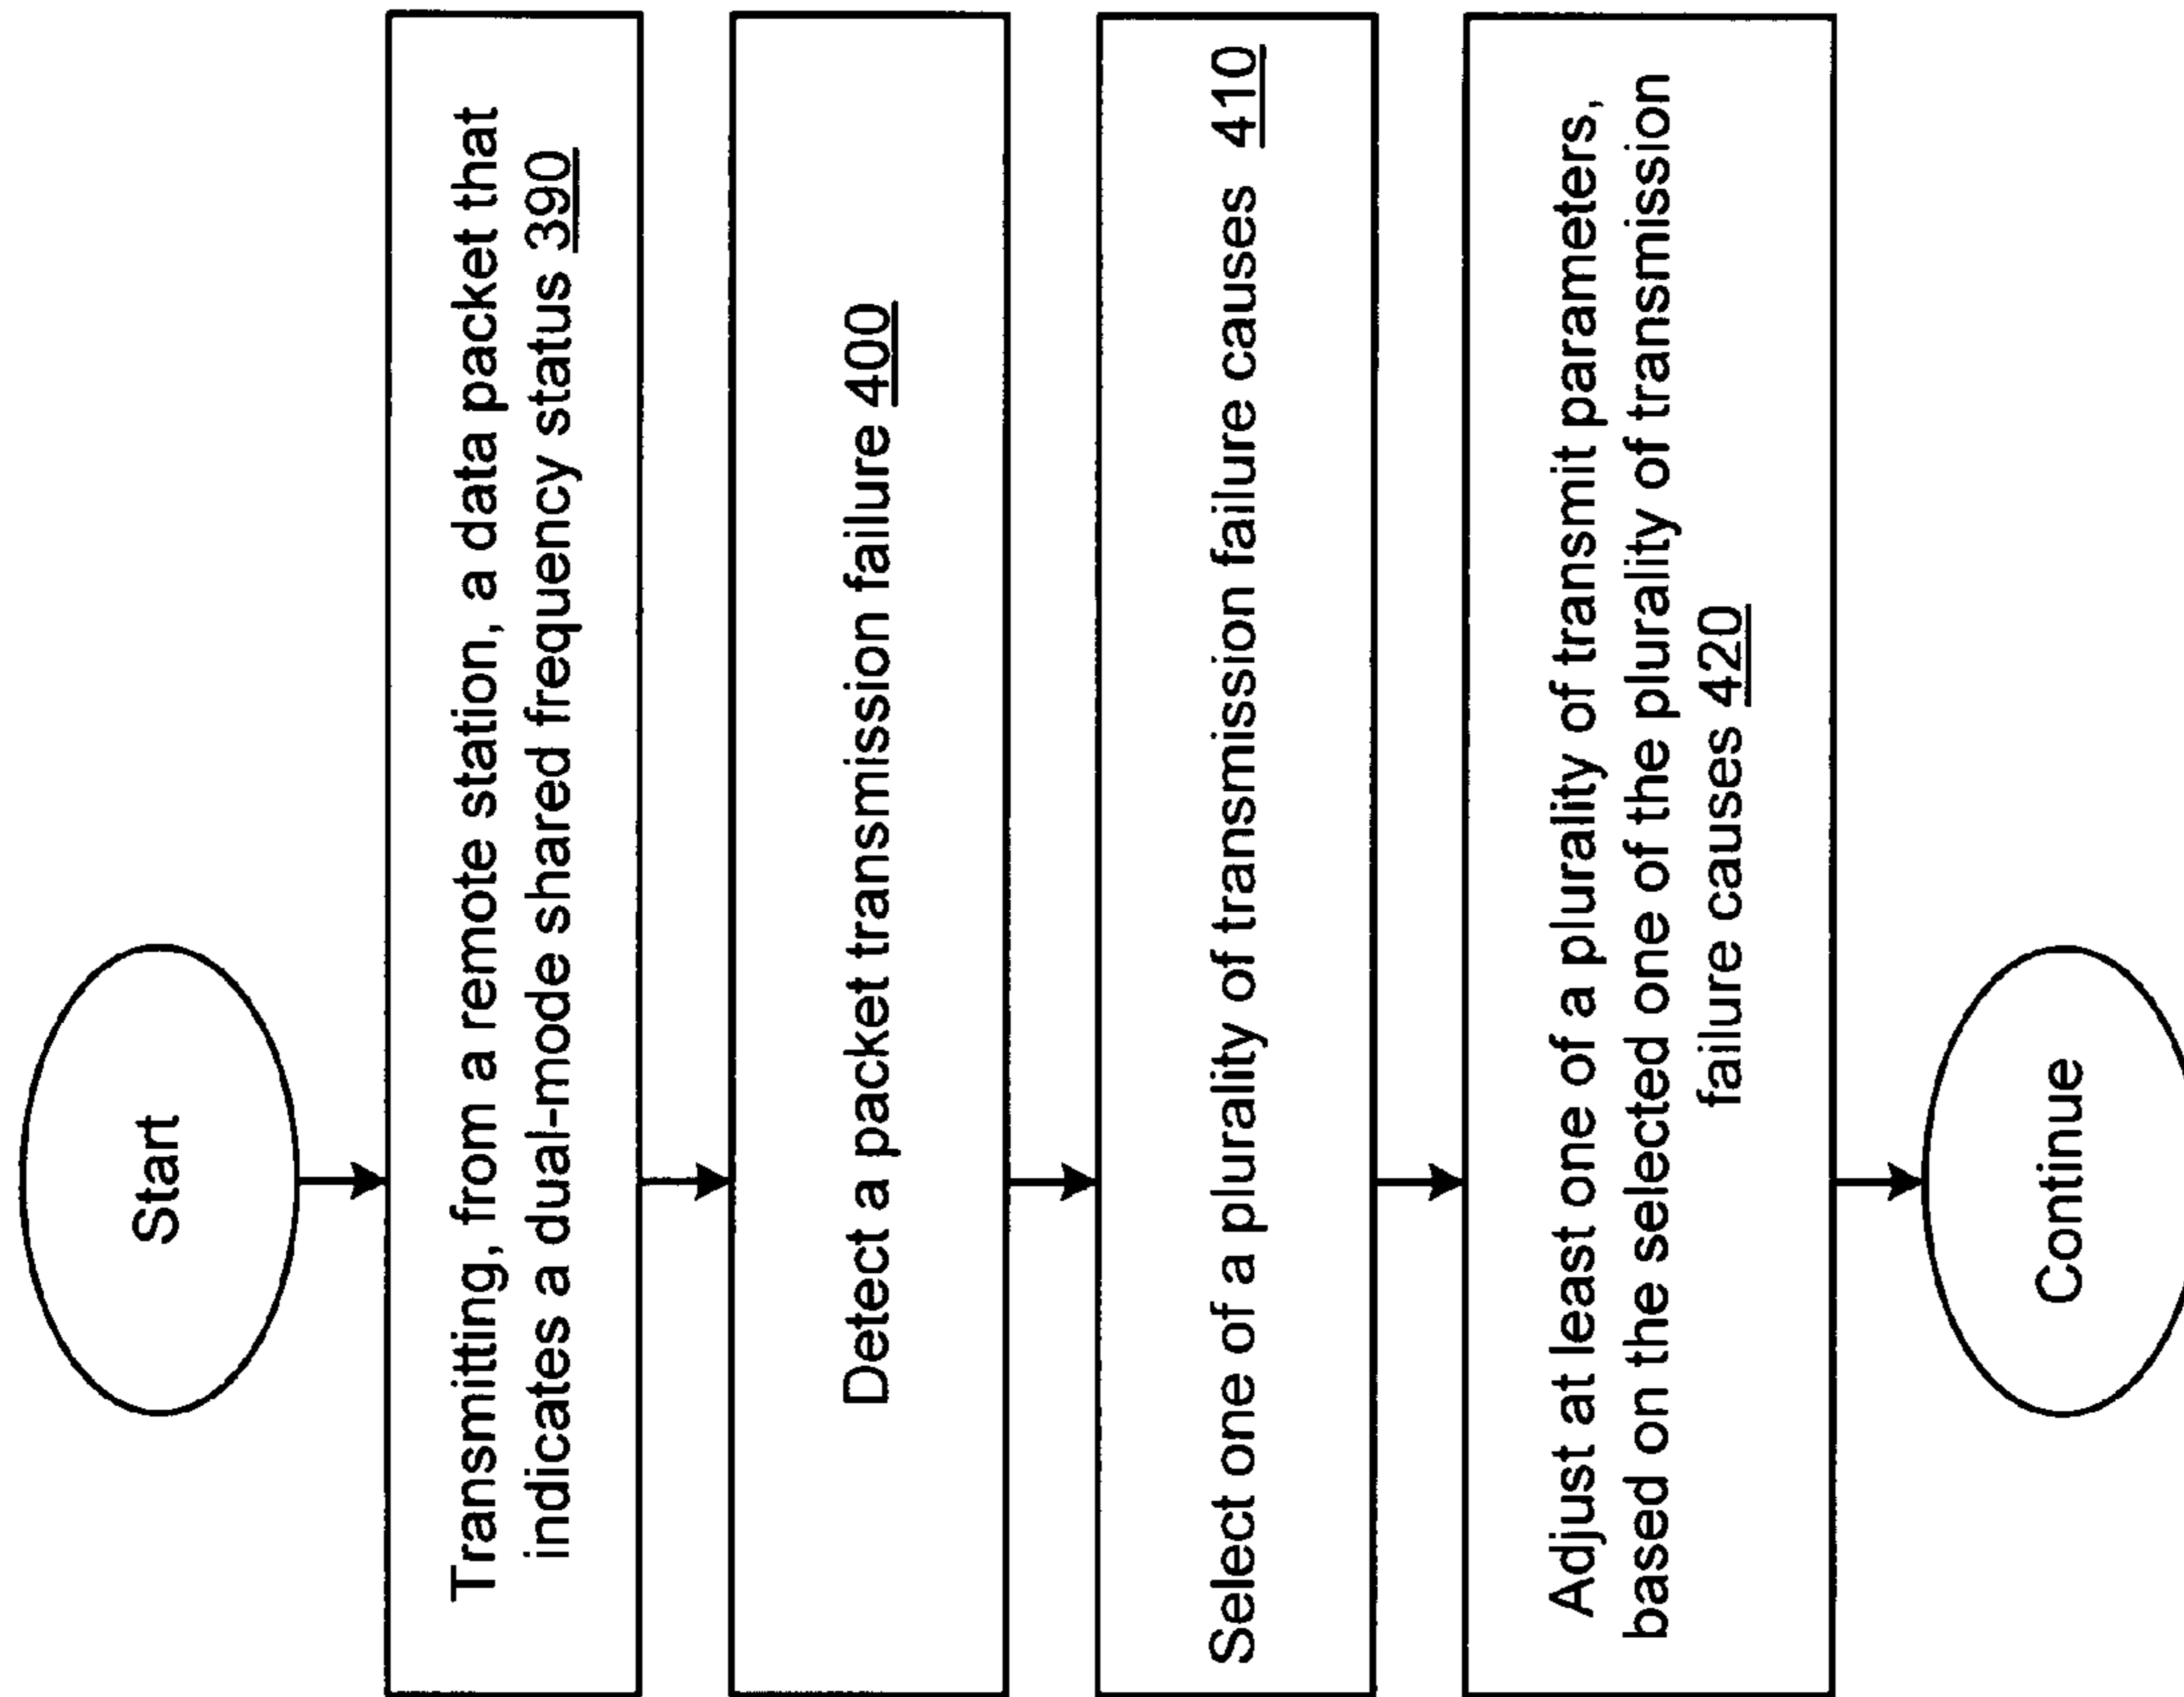 Start
Transmitting, from a remote station, a data packet that
indicates a dual-mode shared frequency status 390
Detect a packet transmission failure 400
Select one of a plurality of transmission failure causes 410
Adjust at least one of a plurality of transmit parameters,
based on the selected one of the plurality of transmission
failure causes 420
Continue